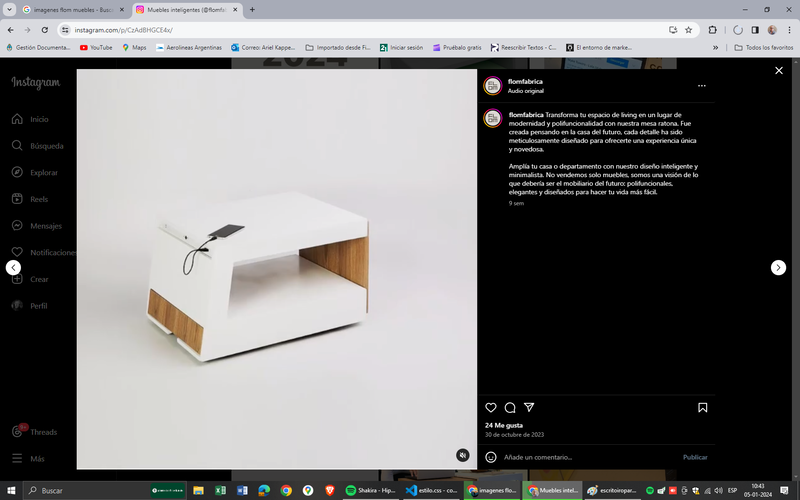 imagenes flom muebles - Busc
Muebles inteligentes (@flomfab
instagram.com/p/CzAdBHGCE4x/
Gestión Documenta...
YouTube
Maps
Aerolineas Argentinas
Correo: Ariel Kappe...
Importado desde Fi...
Iniciar sesión
Pruébalo gratis
Reescribir Textos - C...
El entorno de marke...
»
Todos los favoritos
2024
Instagram
Inicio
Búsqueda
Explorar
Reels
Mensajes
Notificaciones
Crear
Perfil
9+
Threads
Más
flomfabrica
Audio original
flomfabrica Transforma tu espacio de living en un lugar de
modernidad y polifuncionalidad con nuestra mesa ratona. Fue
creada pensando en la casa del futuro, cada detalle ha sido
meticulosamente diseñado para ofrecerte una experiencia única
y novedosa.
Amplía tu casa o departamento con nuestro diseño inteligente y
minimalista. No vendemos solo muebles, somos una visión de lo
que debería ser el mobiliario del futuro: polifuncionales,
elegantes y diseñados para hacer tu vida más fácil.
9 sem
24 Me gusta
30 de octubre de 2023
Añade un comentario...
Publicar
Buscar
Shakira - Hip...
estilo.css - co...
imagenes flo...
Muebles intel...
escritoiropar...
ESP
10:43
05-01-2024